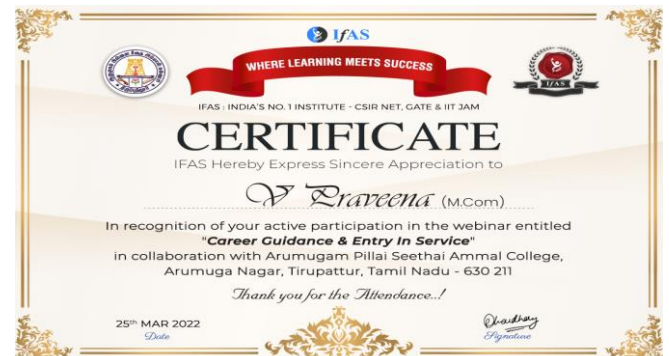 IFAS
WHERE LEARNING MEETS SUCCESS
IFAS
IFAS : INDIA'S NO. 1 INSTITUTE - CSIR NET, GATE & IIT JAM
CERTIFICATE
IFAS Hereby Express Sincere Appreciation to
V Praveena (M.Com)
In recognition of your active participation in the webinar entitled
"Career Guidance & Entry In Service"
in collaboration with Arumugam Pillai Seethai Ammal College,
Arumuga Nagar, Tirupattur, Tamil Nadu - 630 211
Thank you for the Attendance..!
25th MAR 2022
Date
Chaudhary
Signature